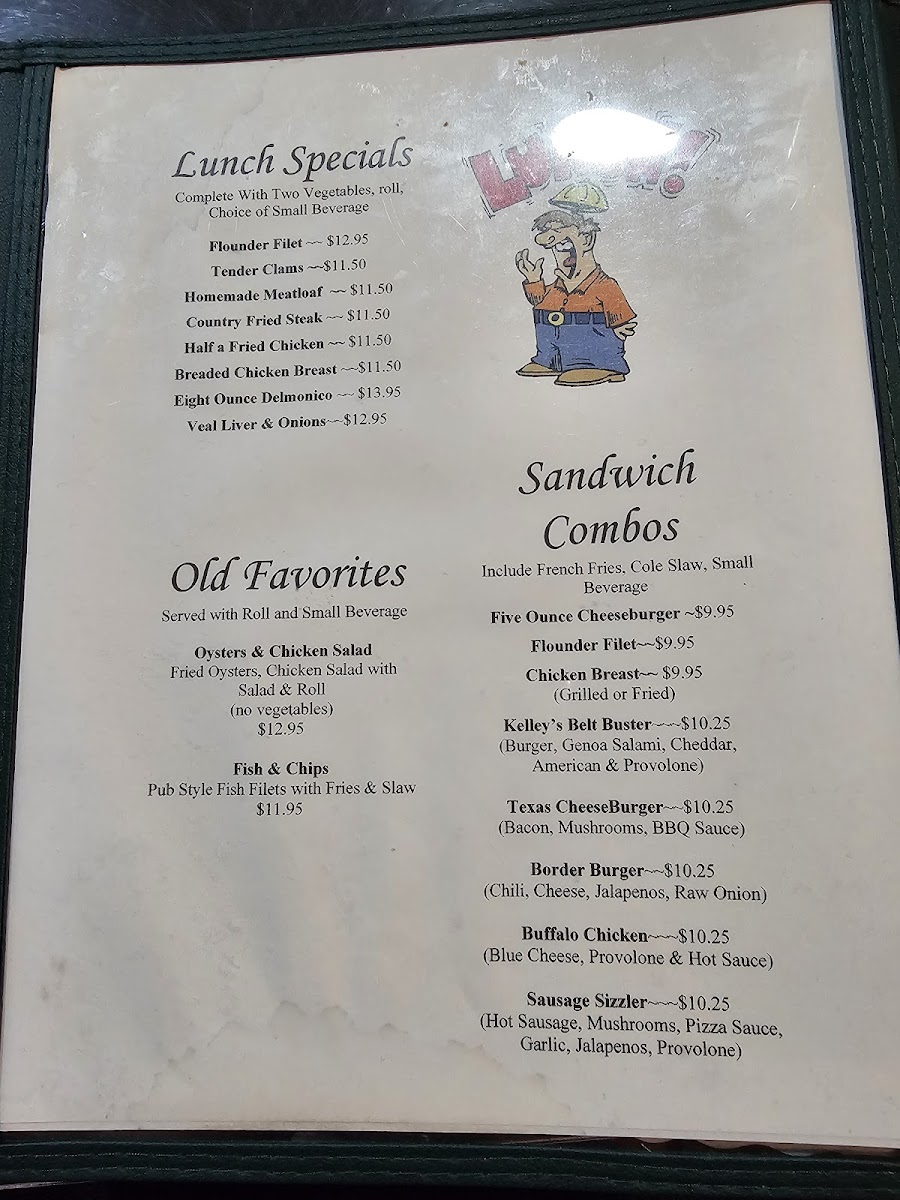 Lunch Specials
Complete With Two Vegetables, roll,
Choice of Small Beverage
Flounder Filet ~~ $12.95
Tender Clams ~~$11.50
Homemade Meatloaf ~~ $11.50
Country Fried Steak ~~ $11.50
Half a Fried Chicken ~~ $11.50
Breaded Chicken Breast ~~$11.50
Eight Ounce Delmonico ~~ $13.95
Veal Liver & Onions~~$12.95
Old Favorites
Served with Roll and Small Beverage
Oysters & Chicken Salad
Fried Oysters, Chicken Salad with
Salad & Roll
(no vegetables)
$12.95
Fish & Chips
Pub Style Fish Filets with Fries & Slaw
$11.95
Sandwich
Combos
Include French Fries, Cole Slaw, Small
Beverage
Five Ounce Cheeseburger ~$9.95
Flounder Filet~~$9.95
Chicken Breast~~ $9.95
(Grilled or Fried)
Kelley's Belt Buster~~~$10.25
(Burger, Genoa Salami, Cheddar,
American & Provolone)
Texas CheeseBurger~~$10.25
(Bacon, Mushrooms, BBQ Sauce)
Border Burger~~$10.25
(Chili, Cheese, Jalapenos, Raw Onion)
Buffalo Chicken~~~$10.25
(Blue Cheese, Provolone & Hot Sauce)
Sausage Sizzler~~~$10.25
(Hot Sausage, Mushrooms, Pizza Sauce,
Garlic, Jalapenos, Provolone)